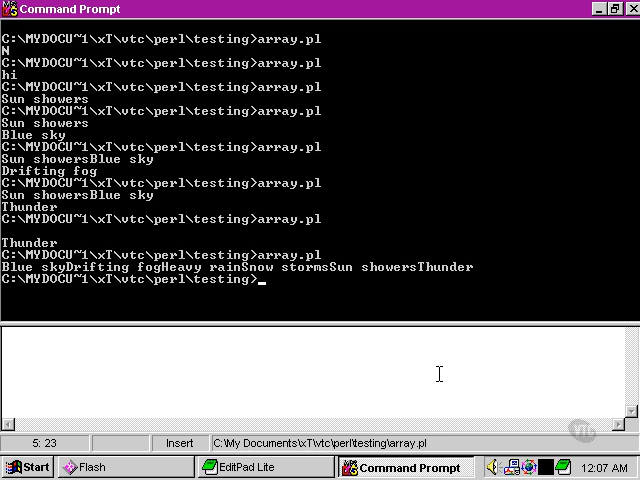 Command Prompt
C:\MYDOCU~1\xT\vtc\perl\testing>array.pl
N
C:\MYDOCU~1\xT\vtc\perl\testing>array.pl
hi
C:\MYDOCU~1\xT\vtc\perl\testing>array.pl
Sun showers
C:\MYDOCU~1\xT\vtc\perl\testing>array.pl
Sun showers
Blue sky
C:\MYDOCU~1\xT\vtc\perl\testing>array.pl
Sun showersBlue sky
Drifting fog
C:\MYDOCU~1\xT\vtc\perl\testing>array.pl
Sun showersBlue sky
Thunder
C:\MYDOCU~1\xT\vtc\perl\testing>array.pl
Thunder
C:\MYDOCU~1\xT\vtc\perl\testing>array.pl
Blue skyDrifting fogHeavy rainSnow stormsSun showersThunder
C:\MYDOCU~1\xT\vtc\perl\testing>_
VTC
5: 23 Insert C:\My Documents\xT\vtc\perl\testing\array.pl
Start Flash EditPad Lite Command Prompt 12:07 AM